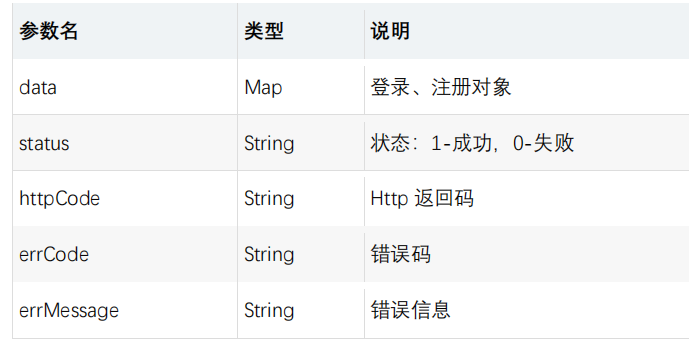 参数名 类型 说明
data Map 登录、注册对象
status String 状态：1-成功，0-失败
httpCode String Http 返回码
errCode String 错误码
errMessage String 错误信息